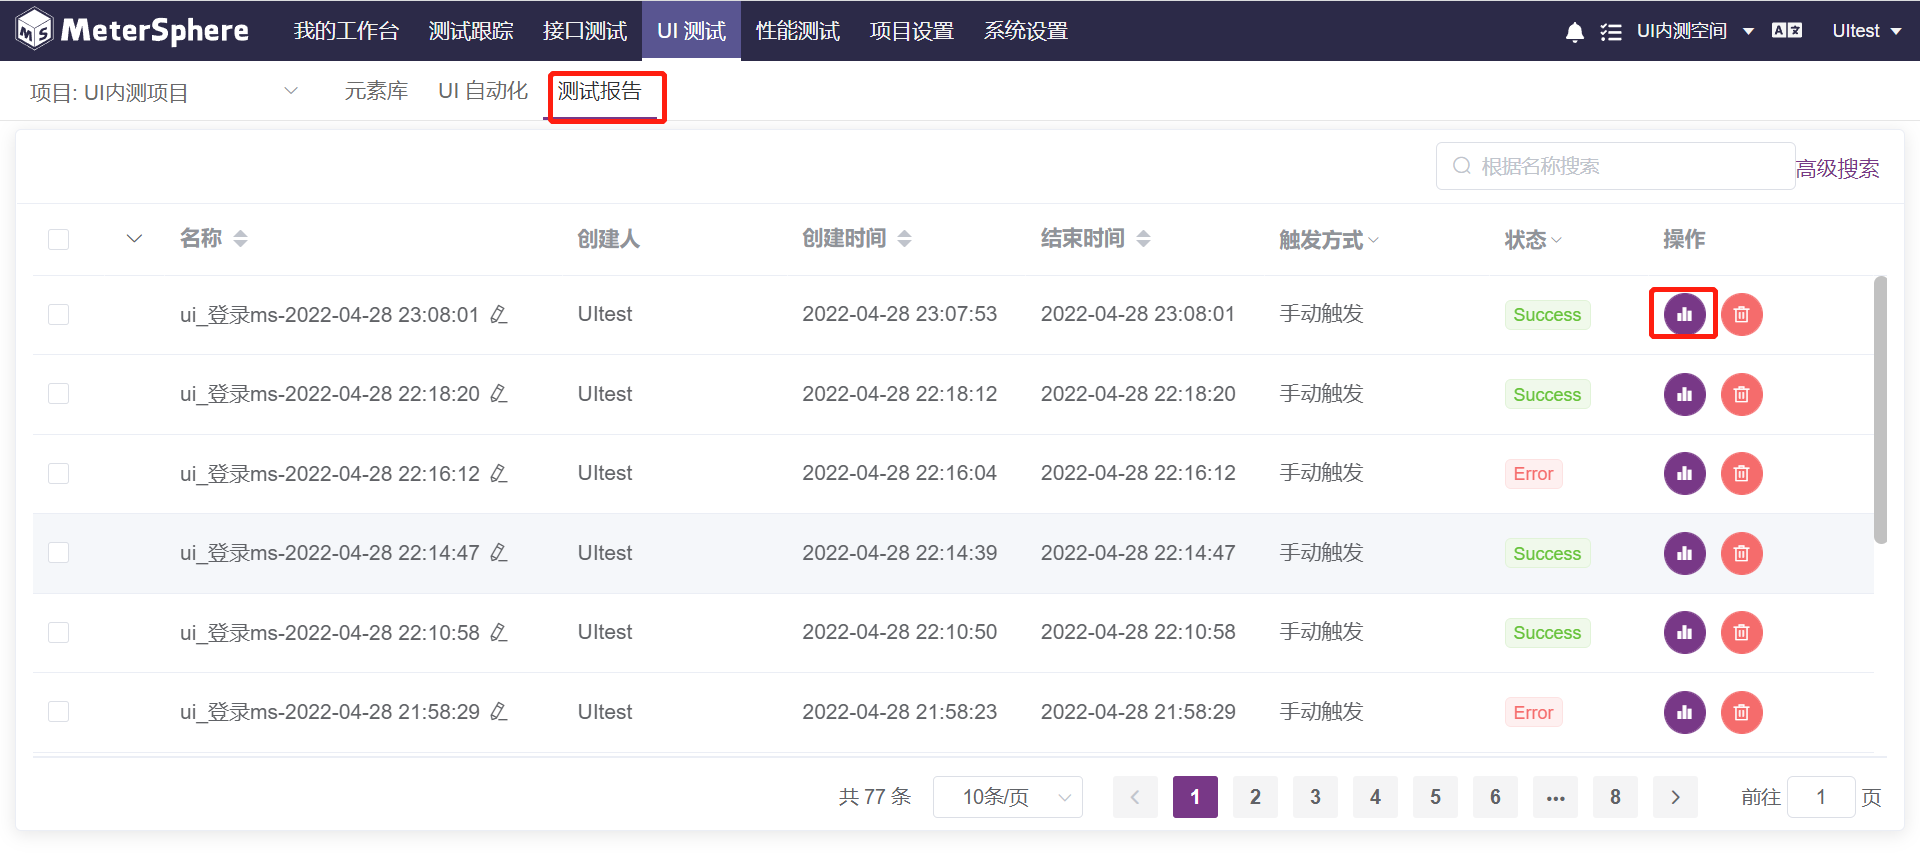 MeterSphere 我的工作台 测试跟踪 接口测试 UI 测试 性能测试 项目设置 系统设置 UI内测空间 UItest
项目: UI内测项目 元素库 UI 自动化 测试报告
根据名称搜索 高级搜索
名称 创建人 创建时间 结束时间 触发方式 状态 操作
ui_登录ms-2022-04-28 23:08:01 UItest 2022-04-28 23:07:53 2022-04-28 23:08:01 手动触发 Success
ui_登录ms-2022-04-28 22:18:20 UItest 2022-04-28 22:18:12 2022-04-28 22:18:20 手动触发 Success
ui_登录ms-2022-04-28 22:16:12 UItest 2022-04-28 22:16:04 2022-04-28 22:16:12 手动触发 Error
ui_登录ms-2022-04-28 22:14:47 UItest 2022-04-28 22:14:39 2022-04-28 22:14:47 手动触发 Success
ui_登录ms-2022-04-28 22:10:58 UItest 2022-04-28 22:10:50 2022-04-28 22:10:58 手动触发 Success
ui_登录ms-2022-04-28 21:58:29 UItest 2022-04-28 21:58:23 2022-04-28 21:58:29 手动触发 Error
共 77 条 10条/页 1 2 3 4 5 6 ••• 8 前往 1 页